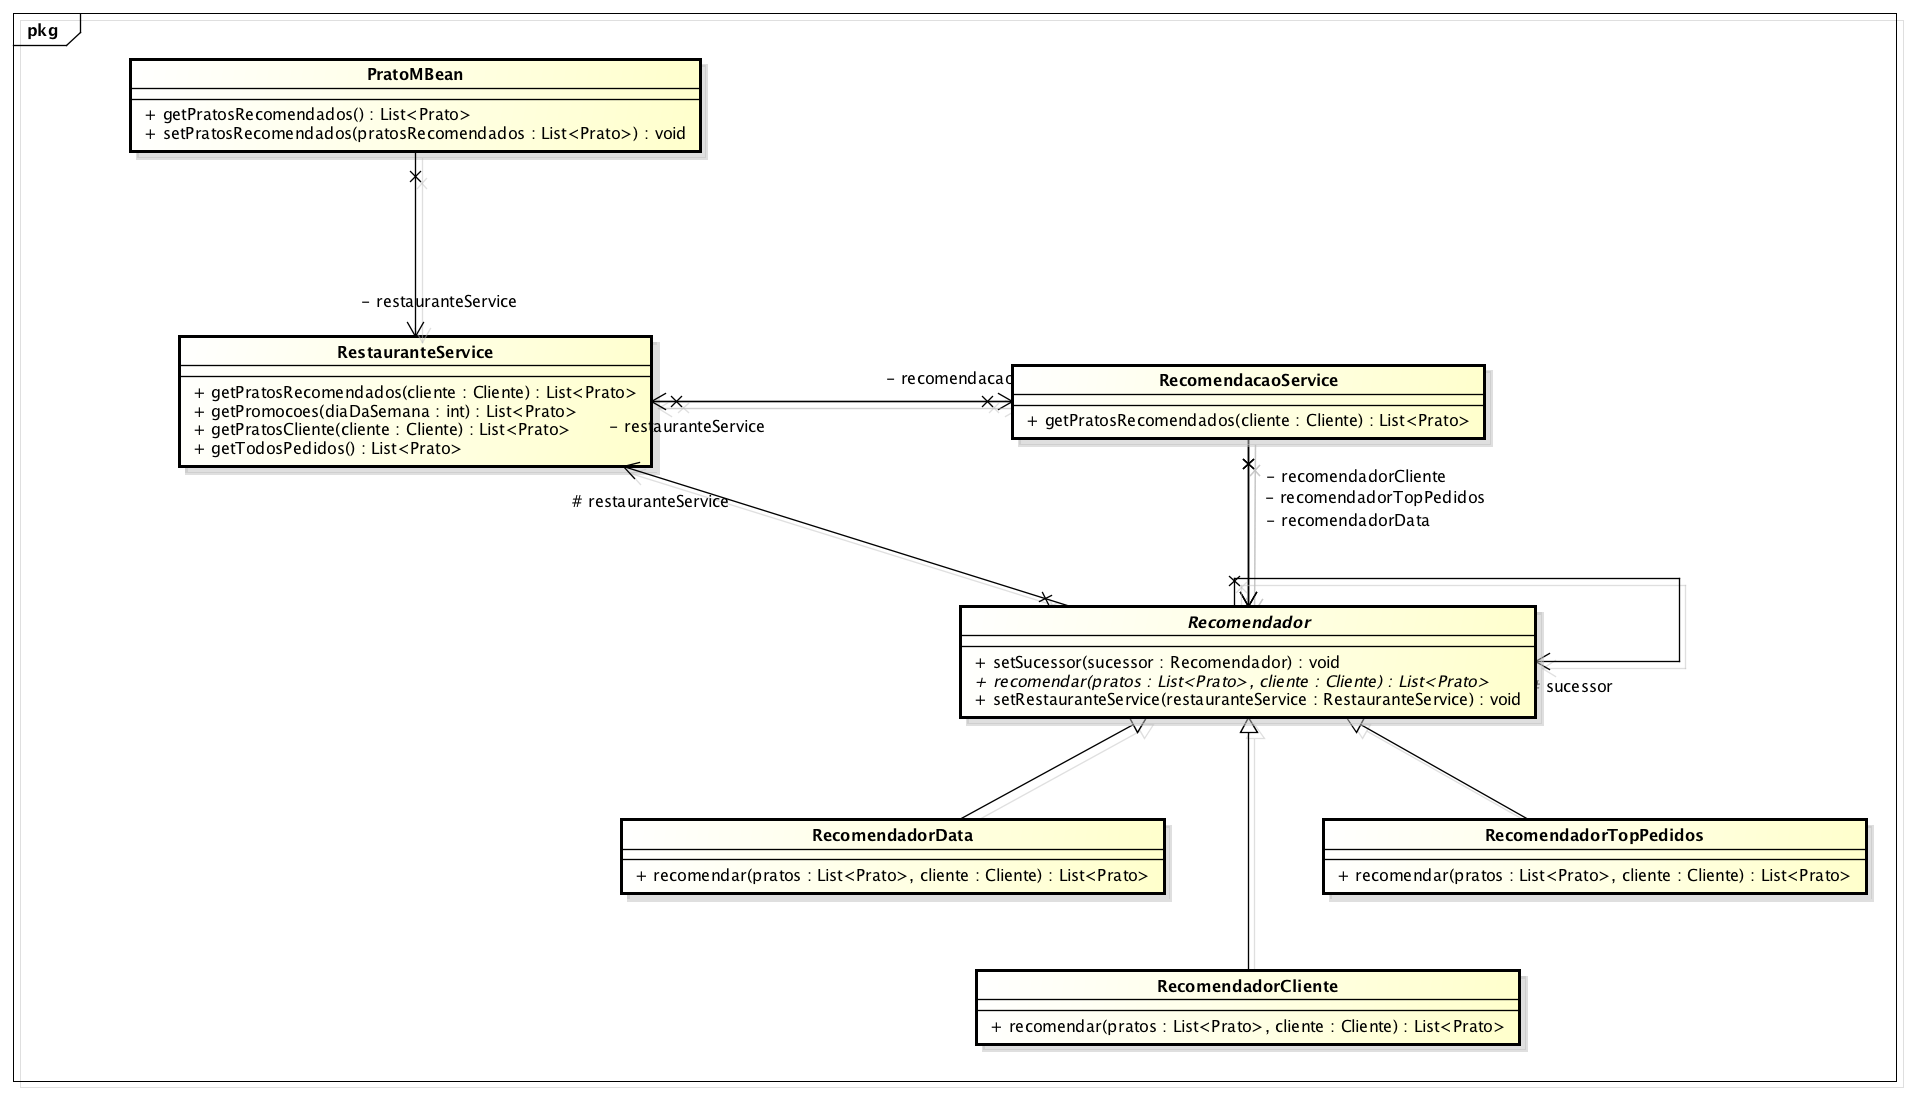 pkg
PratoMBean
+ getPratosRecomendados() : List<Prato>
+ setPratosRecomendados(pratosRecomendados : List<Prato>) : void
- restauranteService
RestauranteService
+ getPratosRecomendados(cliente : Cliente) : List<Prato>
+ getPromocoes(diaDaSemana : int) : List<Prato>
+ getPratosCliente(cliente : Cliente) : List<Prato>
+ getTodosPedidos() : List<Prato>
- recomendacao
- restauranteService
RecomendacaoService
+ getPratosRecomendados(cliente : Cliente) : List<Prato>
- recomendadorCliente
- recomendadorTopPedidos
- recomendadorData
# restauranteService
Recomendador
+ setSucessor(sucessor : Recomendador) : void
+ recomendar(pratos : List<Prato>, cliente : Cliente) : List<Prato>
+ setRestauranteService(restauranteService : RestauranteService) : void
sucessor
RecomendadorData
+ recomendar(pratos : List<Prato>, cliente : Cliente) : List<Prato>
RecomendadorTopPedidos
+ recomendar(pratos : List<Prato>, cliente : Cliente) : List<Prato>
RecomendadorCliente
+ recomendar(pratos : List<Prato>, cliente : Cliente) : List<Prato>